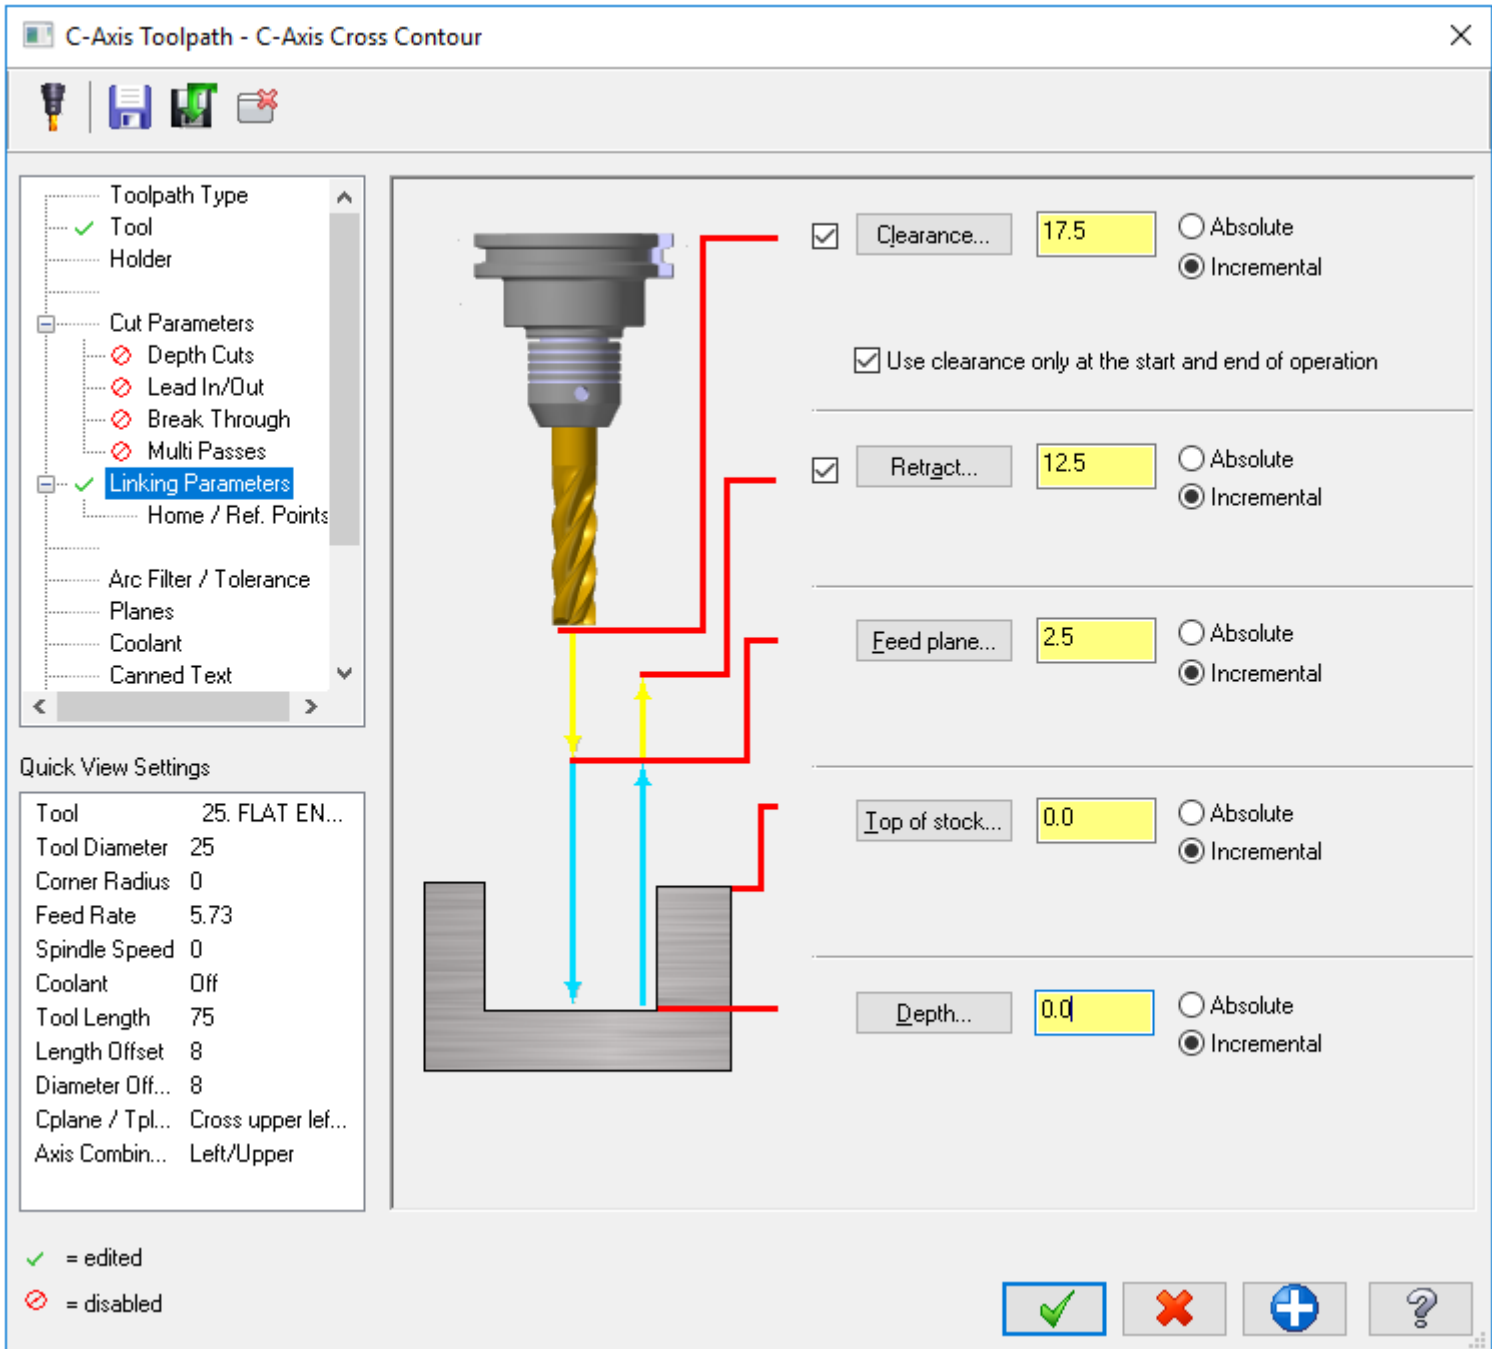 C-Axis Toolpath - C-Axis Cross Contour
Toolpath Type
Tool
Holder
Cut Parameters
Depth Cuts
Lead In/Out
Break Through
Multi Passes
Linking Parameters
Home / Ref. Points
Arc Filter / Tolerance
Planes
Coolant
Canned Text
Quick View Settings
Tool 25. FLAT EN...
Tool Diameter 25
Corner Radius 0
Feed Rate 5.73
Spindle Speed 0
Coolant Off
Tool Length 75
Length Offset 8
Diameter Off... 8
Cplane / Tpl... Cross upper lef...
Axis Combin... Left/Upper
= edited
= disabled
Clearance... 17.5 Absolute
Incremental
Use clearance only at the start and end of operation
Retract... 12.5 Absolute
Incremental
Feed plane... 2.5 Absolute
Incremental
Top of stock... 0.0 Absolute
Incremental
Depth... 0.0 Absolute
Incremental